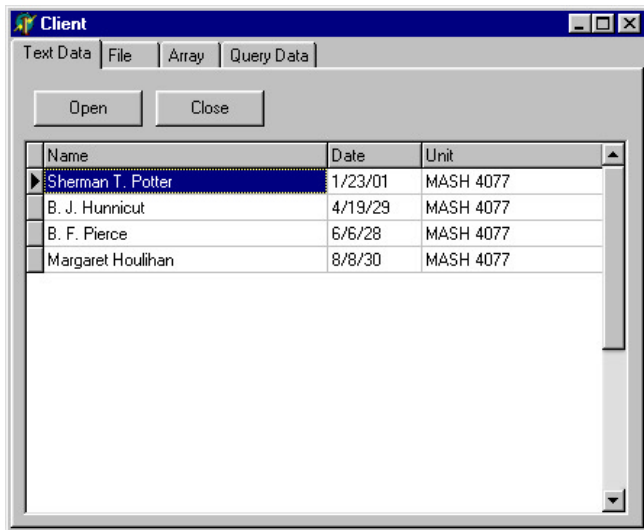 Client
Text Data File Array Query Data
Open Close
Name Date Unit
Sherman T. Potter 1/23/01 MASH 4077
B. J. Hunnicut 4/19/29 MASH 4077
B. F. Pierce 6/6/28 MASH 4077
Margaret Houlihan 8/8/30 MASH 4077